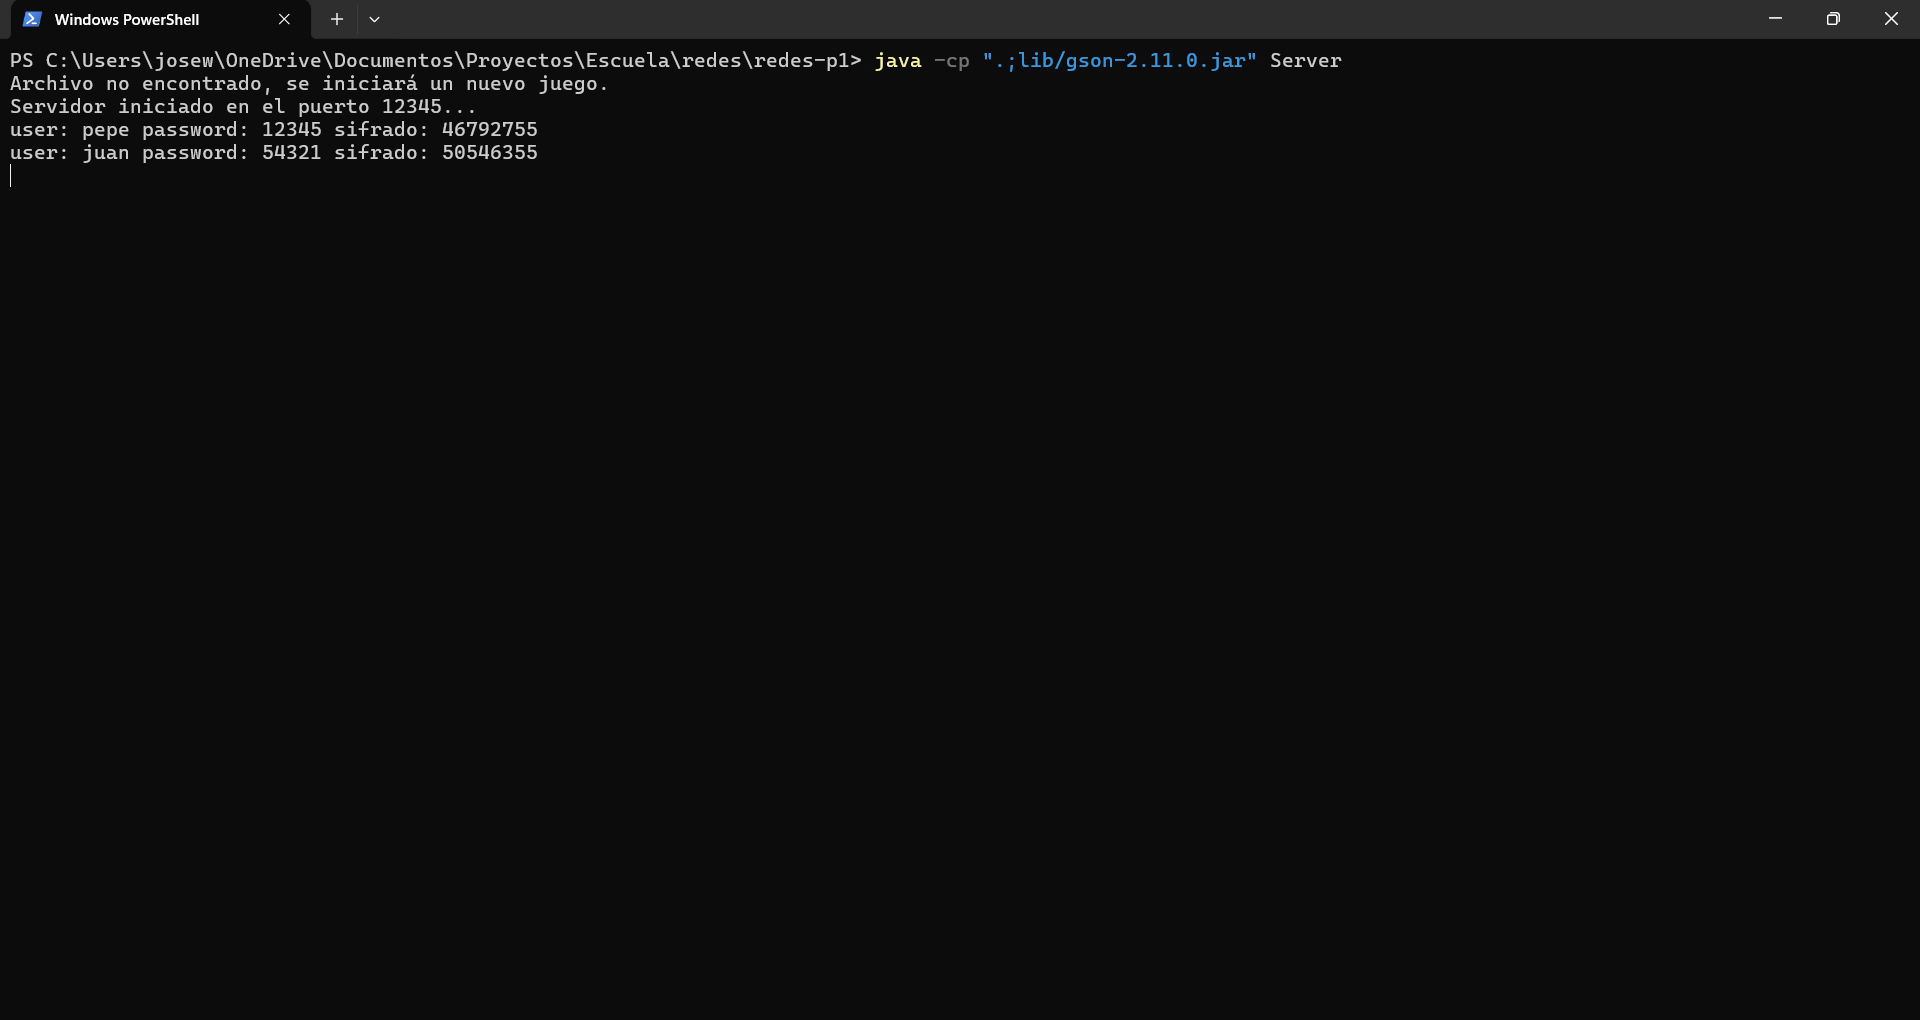 Windows PowerShell
PS C:\Users\josew\OneDrive\Documentos\Proyectos\Escuela\redes\redes-p1> java -cp ".;lib/gson-2.11.0.jar" Server
Archivo no encontrado, se iniciará un nuevo juego.
Servidor iniciado en el puerto 12345...
user: pepe password: 12345 sifrado: 46792755
user: juan password: 54321 sifrado: 50546355